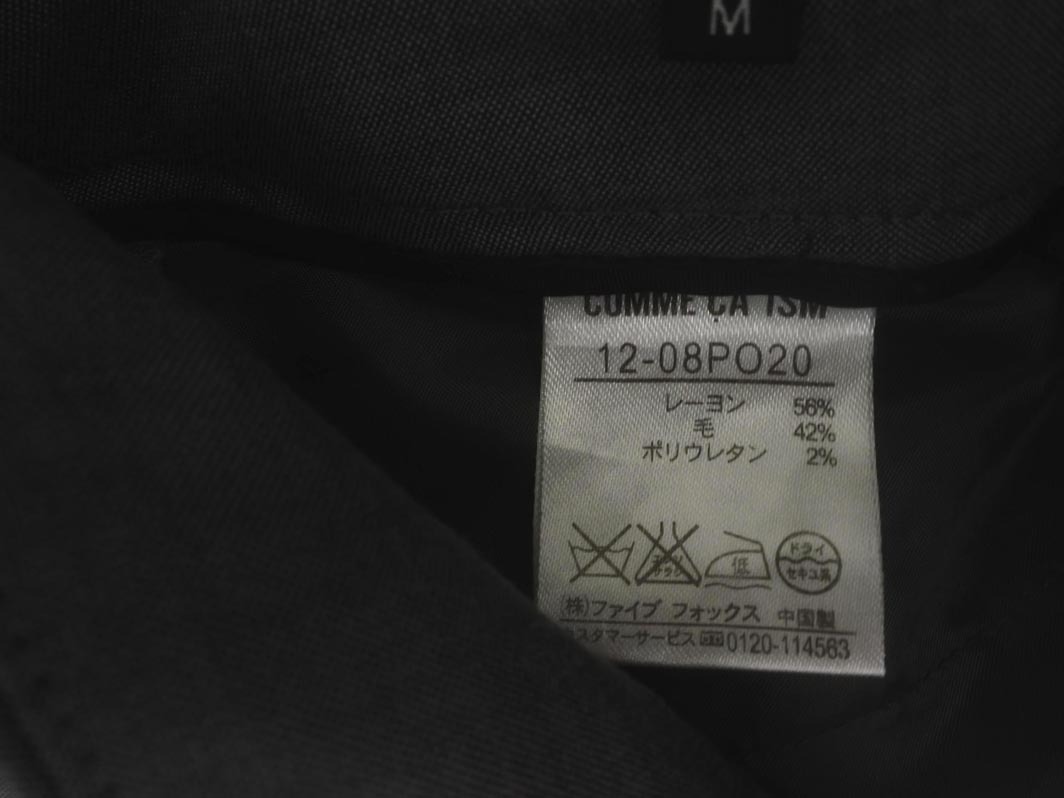 M
COMME ÇA ISM
12-08PO20
レーヨン 56%
毛 42%
ポリウレタン 2%
低
ドライ
セキユ系
(株)ファイブ フォックス 中国製
カスタマーサービス 0120-114563